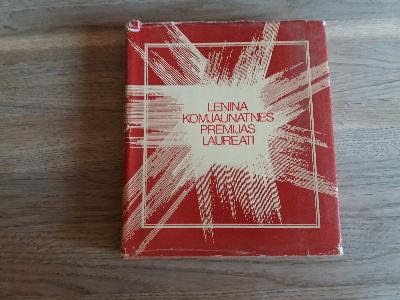 LENINA
KOMJAUNATNES
PRĒMIJAS
LAUREĀTI